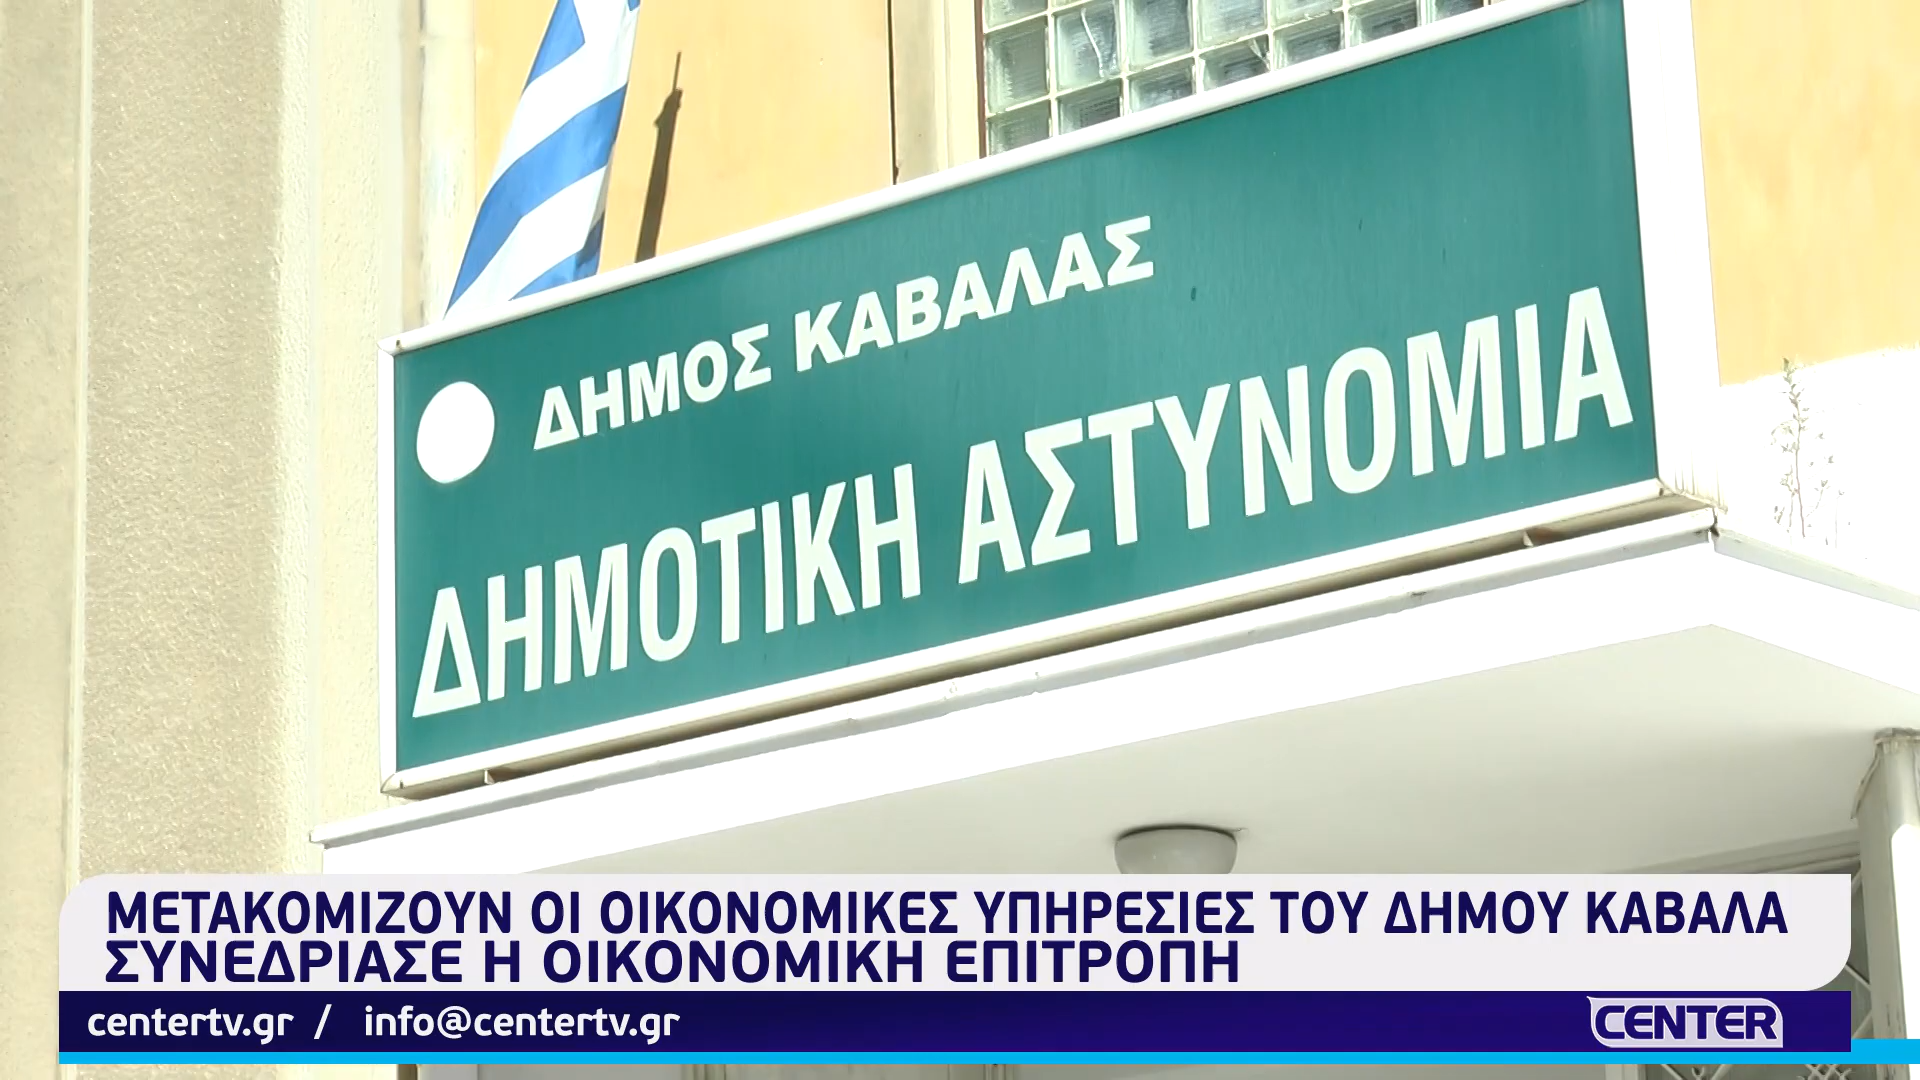 ΔΗΜΟΣ ΚΑΒΑΛΑΣ
ΔΗΜΟΤΙΚΗ ΑΣΤΥΝΟΜΙΑ
ΜΕΤΑΚΟΜΙΖΟΥΝ ΟΙ ΟΙΚΟΝΟΜΙΚΕΣ ΥΠΗΡΕΣΙΕΣ ΤΟΥ ΔΗΜΟΥ ΚΑΒΑΛΑ
ΣΥΝΕΔΡΙΑΣΕ Η ΟΙΚΟΝΟΜΙΚΗ ΕΠΙΤΡΟΠΗ
centertv.gr / info@centertv.gr
CENTER